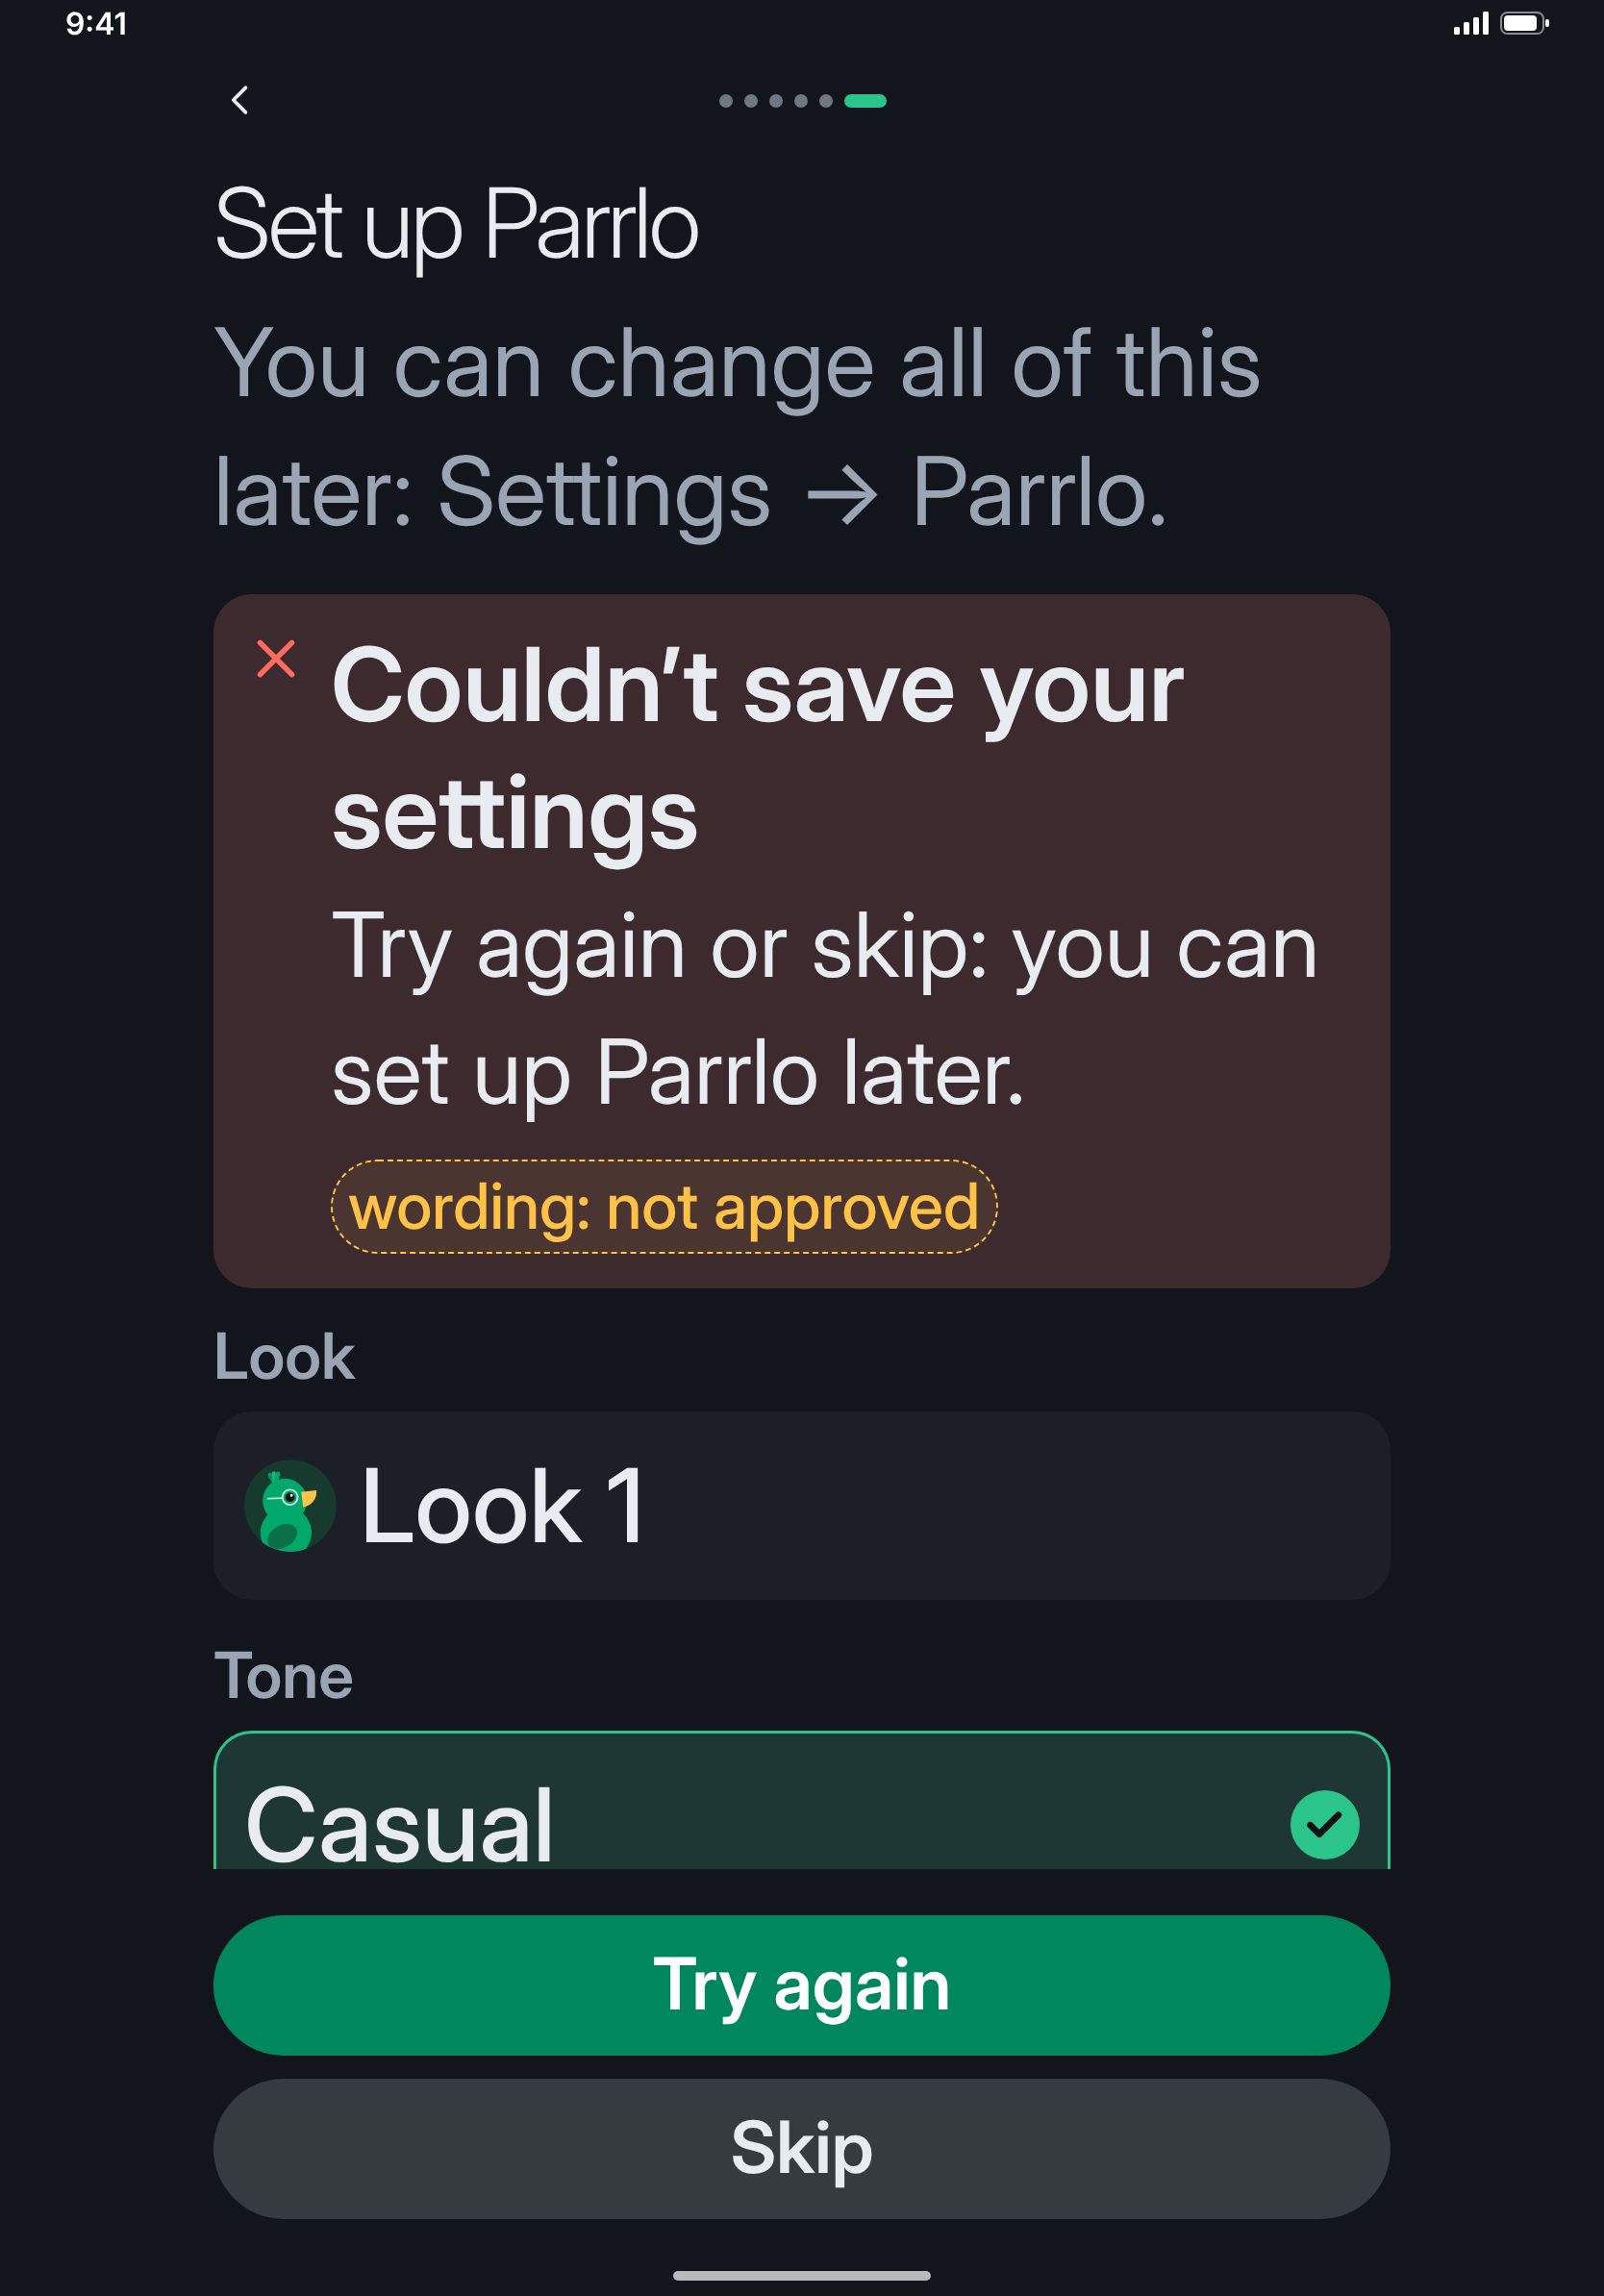 9:41
Set up Parrlo
You can change all of this
later: Settings → Parrlo.
Couldn’t save your
settings
Try again or skip: you can
set up Parrlo later.
wording: not approved
Look
Look 1
Tone
Casual
Try again
Skip